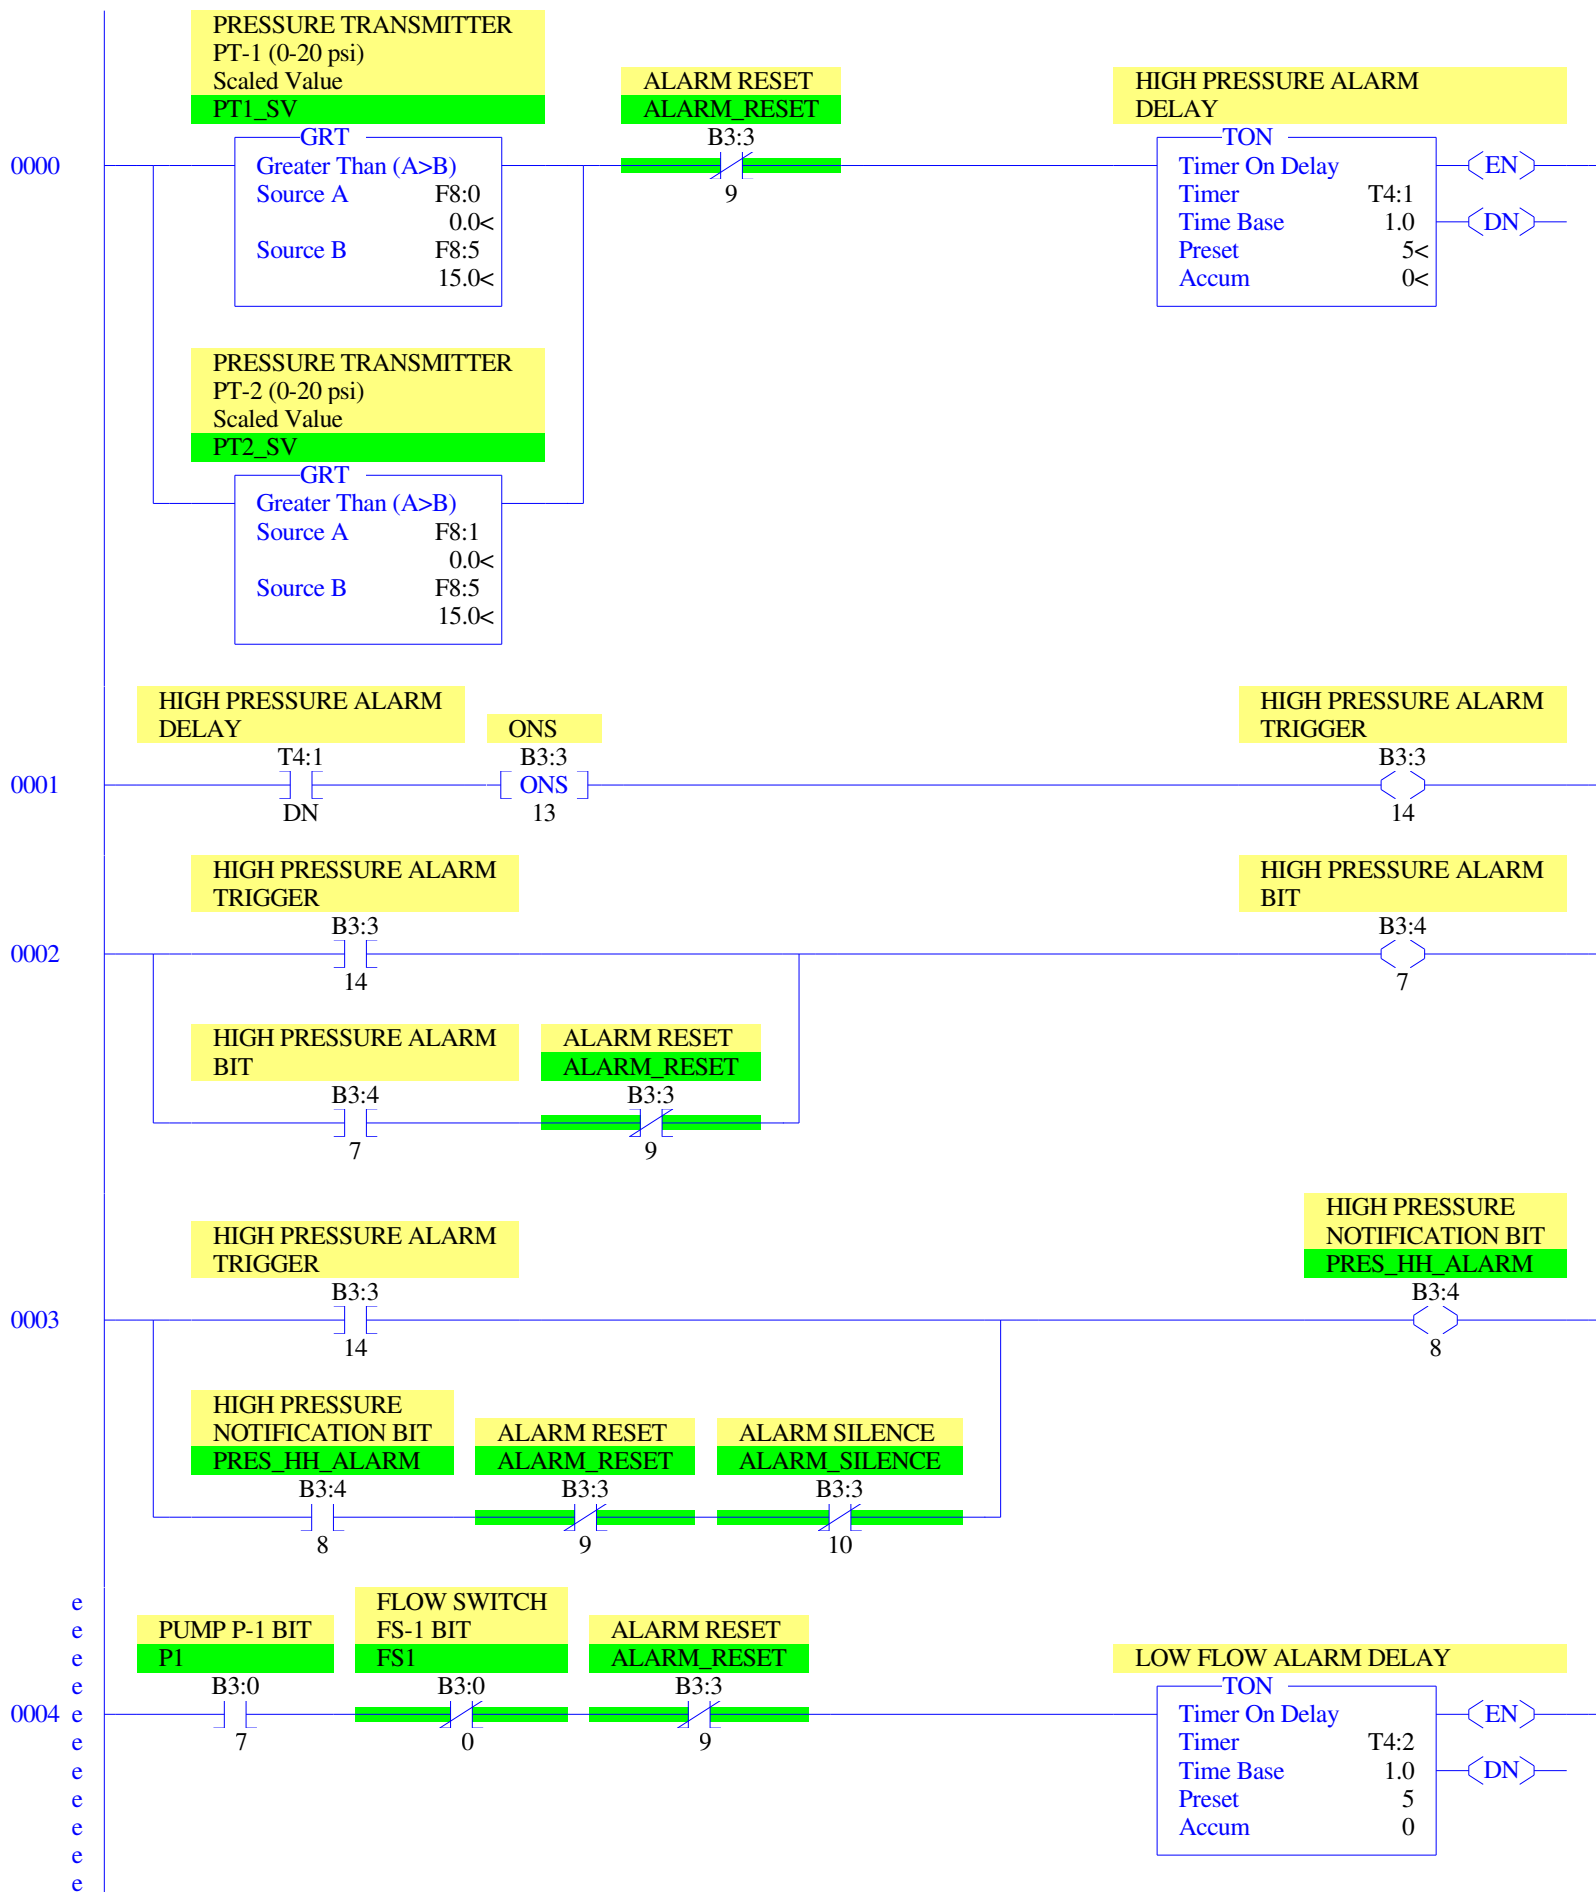 PRESSURE TRANSMITTER
PT-1 (0-20 psi)
Scaled Value
PT1_SV
GRT
Greater Than (A>B)
Source A F8:0
0.0<
Source B F8:5
15.0<
ALARM RESET
ALARM_RESET
B3:3
9
HIGH PRESSURE ALARM
DELAY
TON
Timer On Delay
Timer T4:1
Time Base 1.0
Preset 5<
Accum 0<
EN
DN
0000
PRESSURE TRANSMITTER
PT-2 (0-20 psi)
Scaled Value
PT2_SV
GRT
Greater Than (A>B)
Source A F8:1
0.0<
Source B F8:5
15.0<
HIGH PRESSURE ALARM
DELAY
T4:1
DN
ONS
B3:3
ONS
13
HIGH PRESSURE ALARM
TRIGGER
B3:3
14
0001
HIGH PRESSURE ALARM
TRIGGER
B3:3
14
HIGH PRESSURE ALARM
BIT
B3:4
7
0002
HIGH PRESSURE ALARM
BIT
B3:4
7
ALARM RESET
ALARM_RESET
B3:3
9
HIGH PRESSURE ALARM
TRIGGER
B3:3
14
HIGH PRESSURE
NOTIFICATION BIT
PRES_HH_ALARM
B3:4
8
0003
HIGH PRESSURE
NOTIFICATION BIT
PRES_HH_ALARM
B3:4
8
ALARM RESET
ALARM_RESET
B3:3
9
ALARM SILENCE
ALARM_SILENCE
B3:3
10
e
e
e
e
0004 e
e
e
e
e
e
e
PUMP P-1 BIT
P1
B3:0
7
FLOW SWITCH
FS-1 BIT
FS1
B3:0
0
ALARM RESET
ALARM_RESET
B3:3
9
LOW FLOW ALARM DELAY
TON
Timer On Delay
Timer T4:2
Time Base 1.0
Preset 5
Accum 0
EN
DN